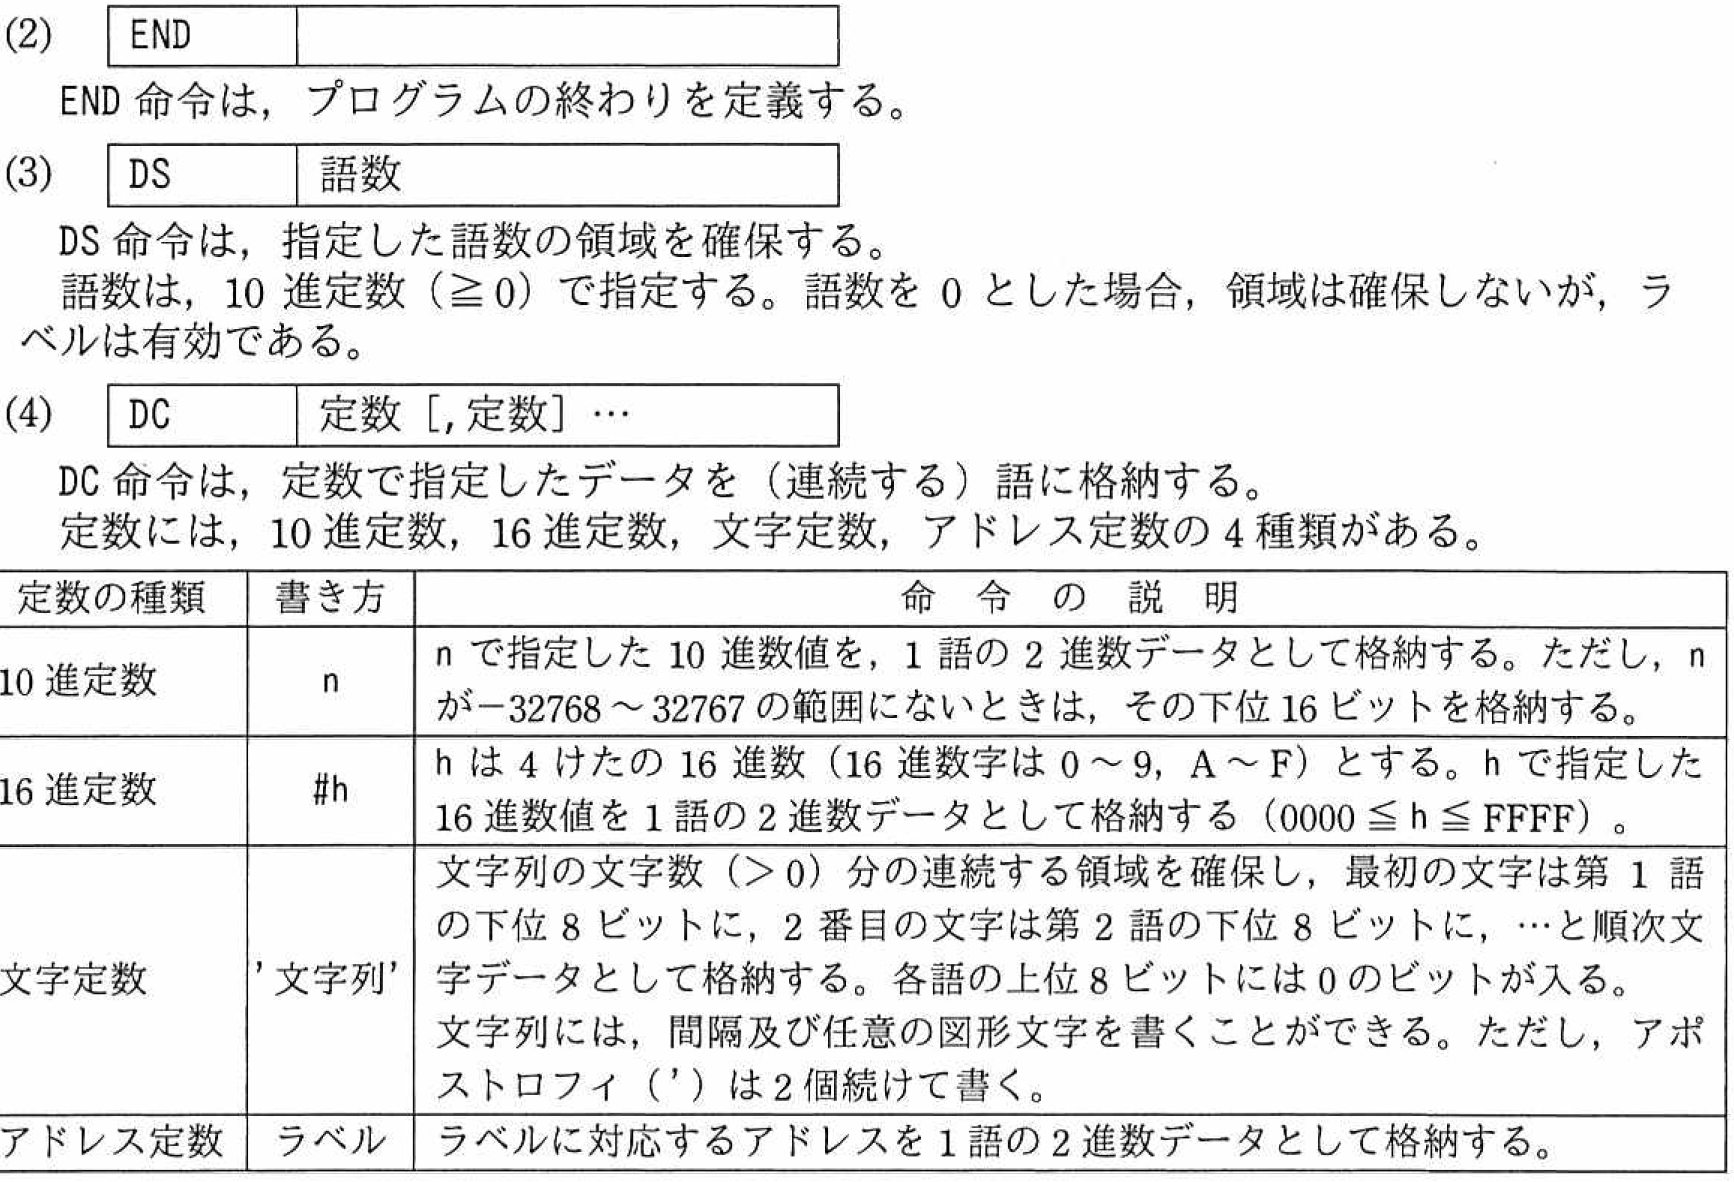 (2) END
END 命令は，プログラムの終わりを定義する。
(3) DS 語数
DS 命令は，指定した語数の領域を確保する。
語数は，10 進定数（≧0）で指定する。語数を 0 とした場合，領域は確保しないが，ラ
ベルは有効である。
(4) DC 定数［,定数］…
DC 命令は，定数で指定したデータを（連続する）語に格納する。
定数には，10 進定数，16 進定数，文字定数，アドレス定数の 4 種類がある。
定数の種類 書き方 命 令 の 説 明
10 進定数 n
n で指定した 10 進数値を，1 語の 2 進数データとして格納する。ただし，n
が−32768～32767 の範囲にないときは，その下位 16 ビットを格納する。
16 進定数 #h
h は 4 けたの 16 進数（16 進数字は 0～9，A～F）とする。h で指定した
16 進数値を 1 語の 2 進数データとして格納する（0000≦h≦FFFF）。
文字定数 '文字列'
文字列の文字数（＞0）分の連続する領域を確保し，最初の文字は第 1 語
の下位 8 ビットに，2 番目の文字は第 2 語の下位 8 ビットに，…と順次文
字データとして格納する。各語の上位 8 ビットには 0 のビットが入る。
文字列には，間隔及び任意の図形文字を書くことができる。ただし，アポ
ストロフィ（'）は 2 個続けて書く。
アドレス定数 ラベル ラベルに対応するアドレスを 1 語の 2 進数データとして格納する。